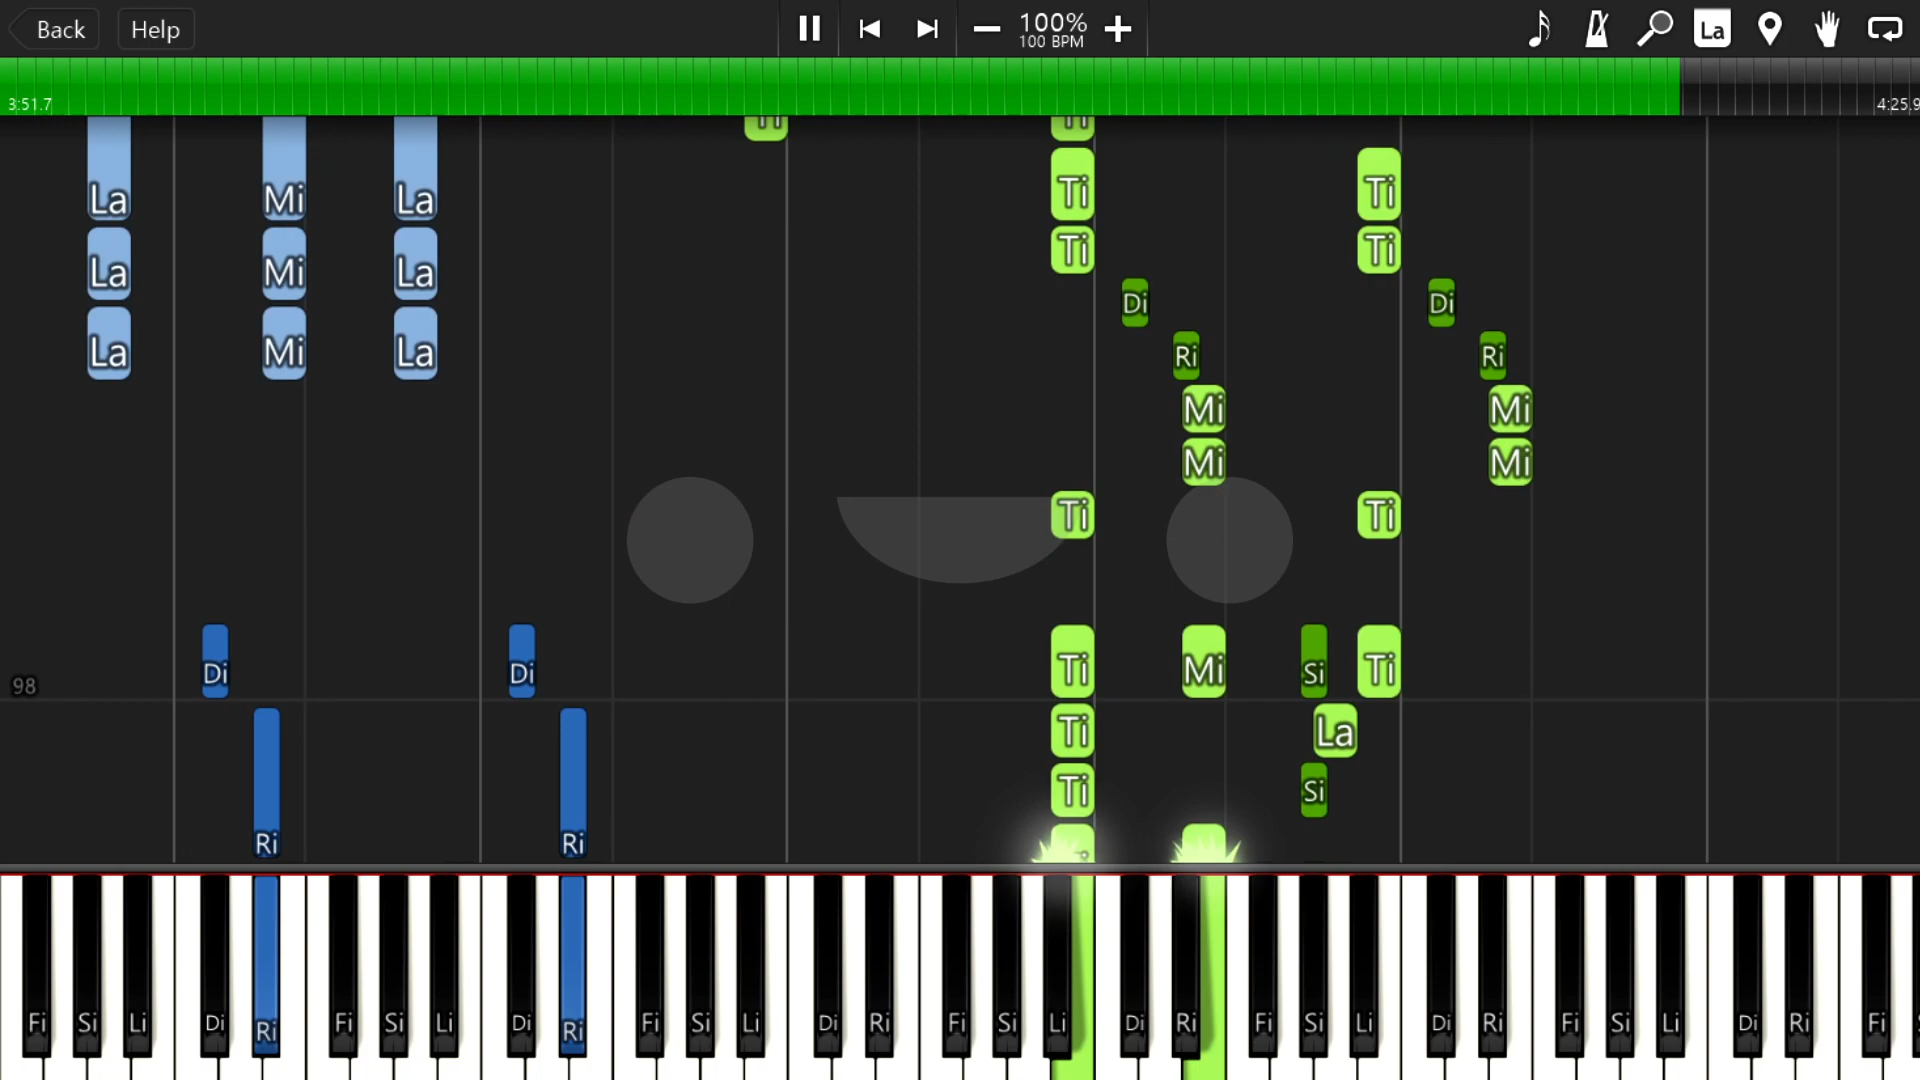 Back Help 100% La
100 BPM
3:51.7 4:25.9
Ti Ti
La Mi La Ti Ti
La Mi La Ti Ti
Di Di
La Mi La Ri Ri
Mi Mi
Mi Mi
Ti Ti
Di Di Ti Mi Si Ti
98
Ti La
Ti Si
Ri Ri
Fi Si Li Di Ri Fi Si Li Di Ri Fi Si Li Di Ri Fi Si Li Di Ri Fi Si Li Di Ri Fi Si Li Di Ri Fi